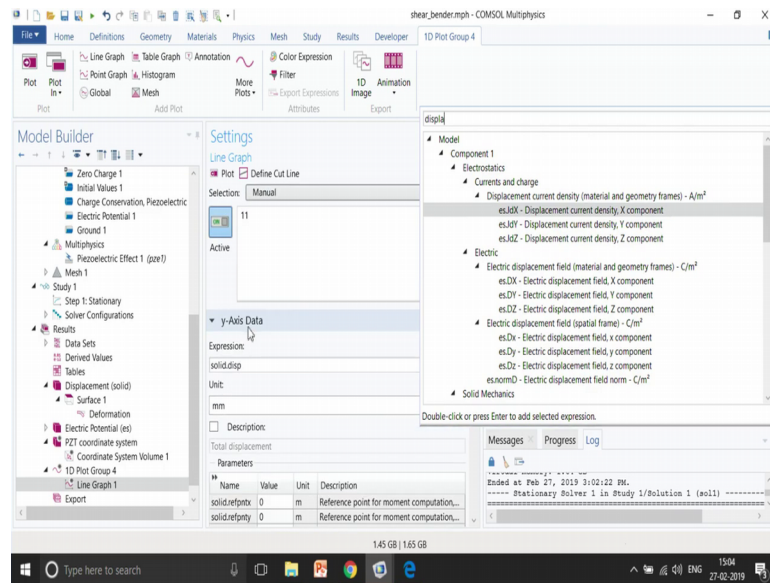 shear_bender.mph - COMSOL Multiphysics
File Home Definitions Geometry Materials Physics Mesh Study Results Developer 1D Plot Group 4
Plot
Plot In
Line Graph Table Graph Annotation
Point Graph Histogram
Global Mesh
More Plots
Color Expression
Filter
Export Expressions
1D Image
Animation
Plot Add Plot Attributes Export
Model Builder
Zero Charge 1
Initial Values 1
Charge Conservation, Piezoelectric
Electric Potential 1
Ground 1
Multiphysics
Piezoelectric Effect 1 (pze1)
Mesh 1
Study 1
Step 1: Stationary
Solver Configurations
Results
Data Sets
Derived Values
Tables
Displacement (solid)
Surface 1
Deformation
Electric Potential (es)
PZT coordinate system
Coordinate System Volume 1
1D Plot Group 4
Line Graph 1
Export
Settings
Line Graph
Plot Define Cut Line
Selection: Manual
11
Active
y-Axis Data
Expression:
solid.disp
Unit:
mm
Description:
Total displacement
Parameters
Name Value Unit Description
solid.refpntx 0 m Reference point for moment computation,...
solid.refpnty 0 m Reference point for moment computation,...
displa
Model
Component 1
Electrostatics
Currents and charge
Displacement current density (material and geometry frames) - A/m²
es.JdX - Displacement current density, X component
es.JdY - Displacement current density, Y component
es.JdZ - Displacement current density, Z component
Electric
Electric displacement field (material and geometry frames) - C/m²
es.DX - Electric displacement field, X component
es.DY - Electric displacement field, Y component
es.DZ - Electric displacement field, Z component
Electric displacement field (spatial frame) - C/m²
es.Dx - Electric displacement field, x component
es.Dy - Electric displacement field, y component
es.Dz - Electric displacement field, z component
es.normD - Electric displacement field norm - C/m²
Solid Mechanics
Double-click or press Enter to add selected expression.
Messages Progress Log
Ended at Feb 27, 2019 3:02:22 PM.
----- Stationary Solver 1 in Study 1/Solution 1 (sol1) ---------
1.45 GB | 1.65 GB
Type here to search
ENG
15:04
27-02-2019